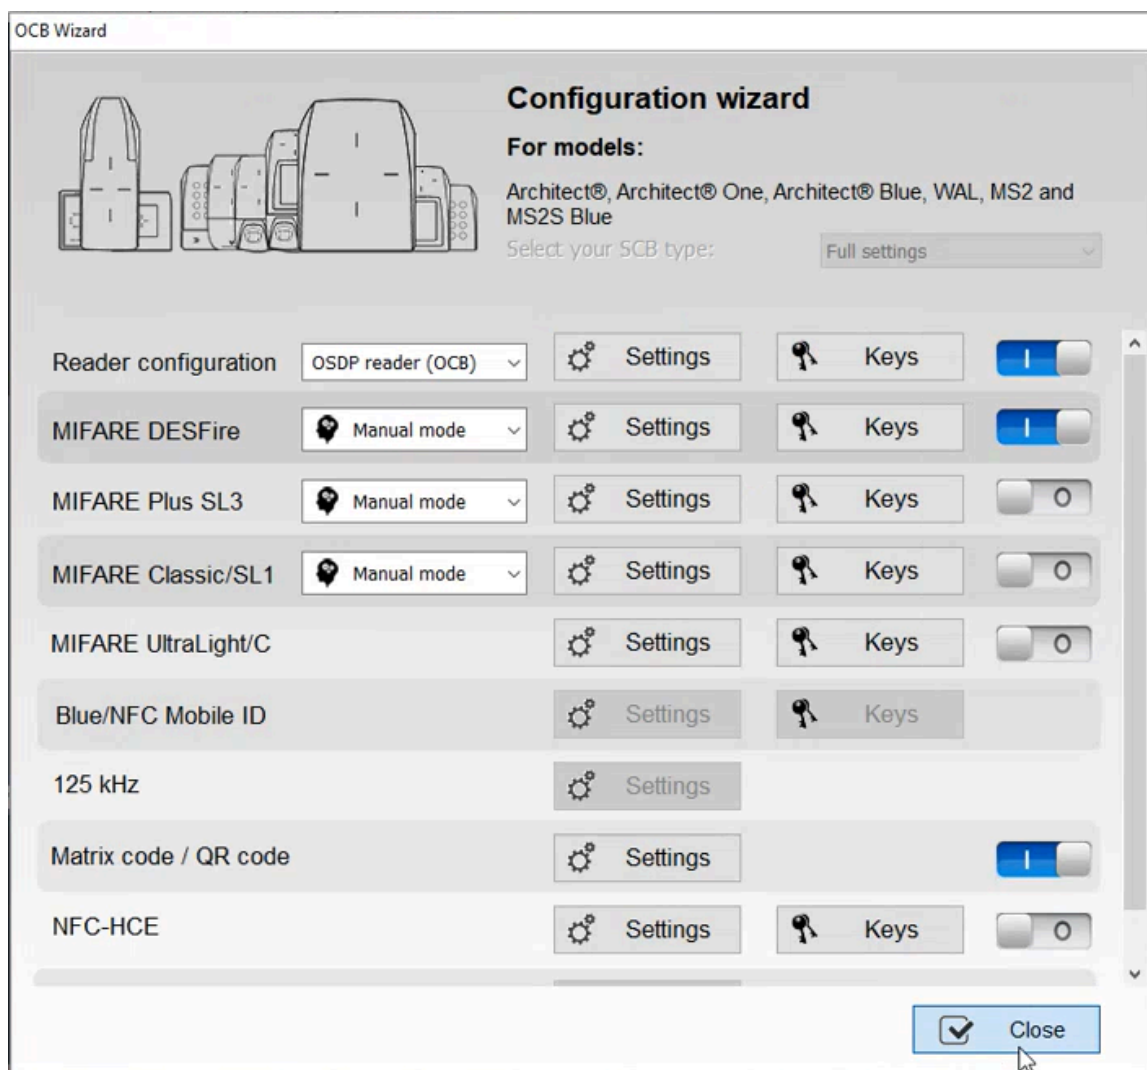 OCB Wizard
Configuration wizard
For models:
Architect®, Architect® One, Architect® Blue, WAL, MS2 and
MS2S Blue
Select your SCB type: Full settings
Reader configuration OSDP reader (OCB) Settings Keys I
MIFARE DESFire Manual mode Settings Keys I
MIFARE Plus SL3 Manual mode Settings Keys O
MIFARE Classic/SL1 Manual mode Settings Keys O
MIFARE UltraLight/C Settings Keys O
Blue/NFC Mobile ID Settings Keys
125 kHz Settings
Matrix code / QR code Settings I
NFC-HCE Settings Keys O
Close